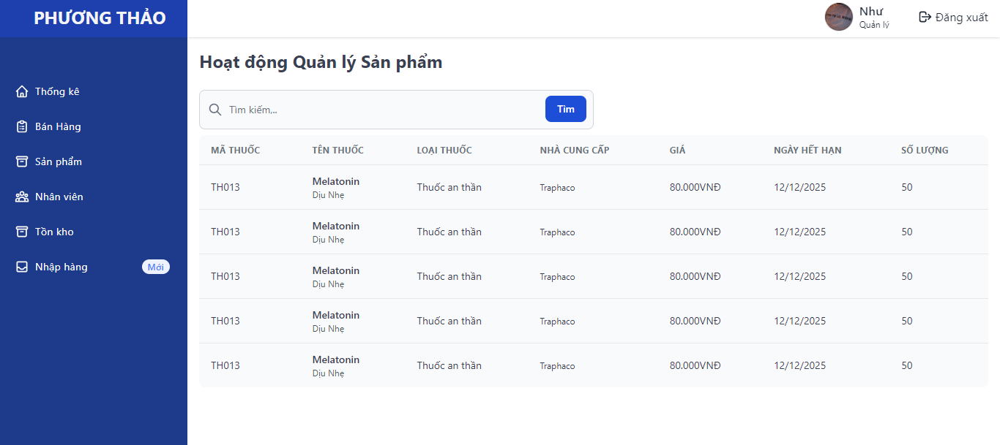 PHƯƠNG THẢO
Như
Quản lý
Đăng xuất
Thống kê
Bán Hàng
Sản phẩm
Nhân viên
Tồn kho
Nhập hàng Mới
Hoạt động Quản lý Sản phẩm
Tìm kiếm,.. Tìm
MÃ THUỐC TÊN THUỐC LOẠI THUỐC NHÀ CUNG CẤP GIÁ NGÀY HẾT HẠN SỐ LƯỢNG
TH013 Melatonin Thuốc an thần Traphaco 80.000VNĐ 12/12/2025 50
Dịu Nhẹ
TH013 Melatonin Thuốc an thần Traphaco 80.000VNĐ 12/12/2025 50
Dịu Nhẹ
TH013 Melatonin Thuốc an thần Traphaco 80.000VNĐ 12/12/2025 50
Dịu Nhẹ
TH013 Melatonin Thuốc an thần Traphaco 80.000VNĐ 12/12/2025 50
Dịu Nhẹ
TH013 Melatonin Thuốc an thần Traphaco 80.000VNĐ 12/12/2025 50
Dịu Nhẹ